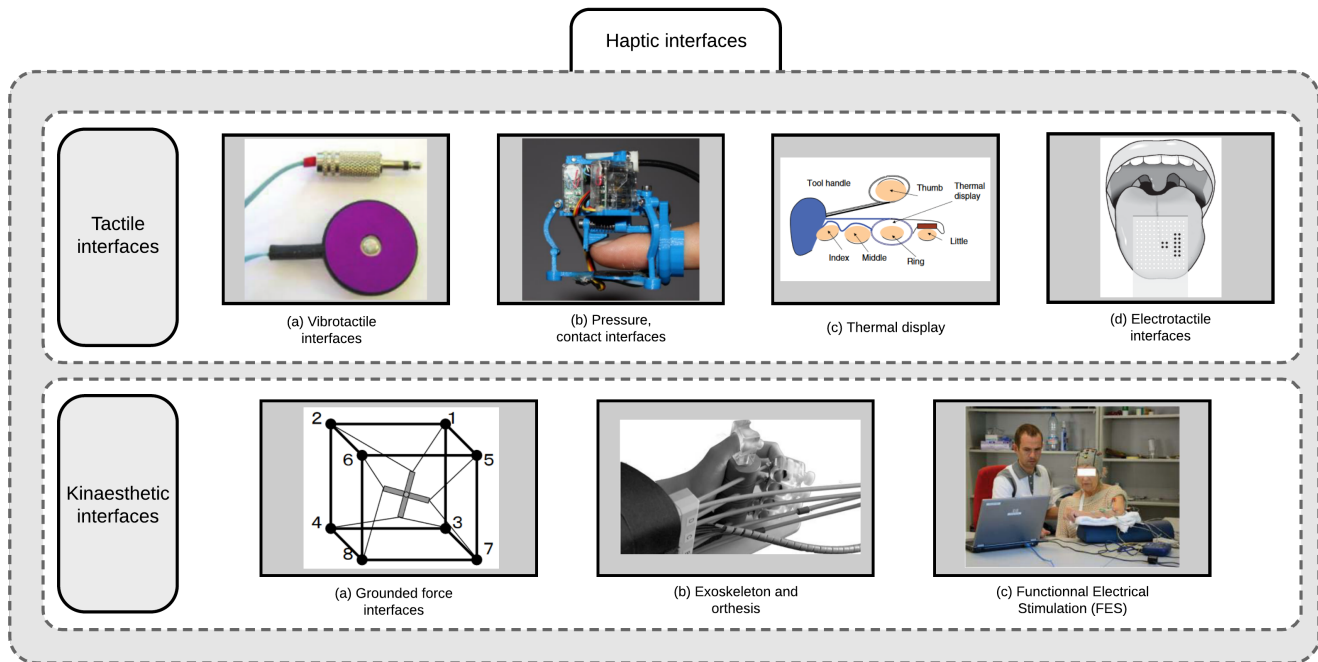 Haptic interfaces
Tactile
interfaces
Tool handle
Thumb
Thermal
display
Index
Middle
Ring
Little
(a) Vibrotactile
interfaces
(b) Pressure,
contact interfaces
(c) Thermal display
(d) Electrotactile
interfaces
Kinaesthetic
interfaces
2
1
6
5
4
3
8
7
(a) Grounded force
interfaces
(b) Exoskeleton and
orthesis
(c) Functionnal Electrical
Stimulation (FES)